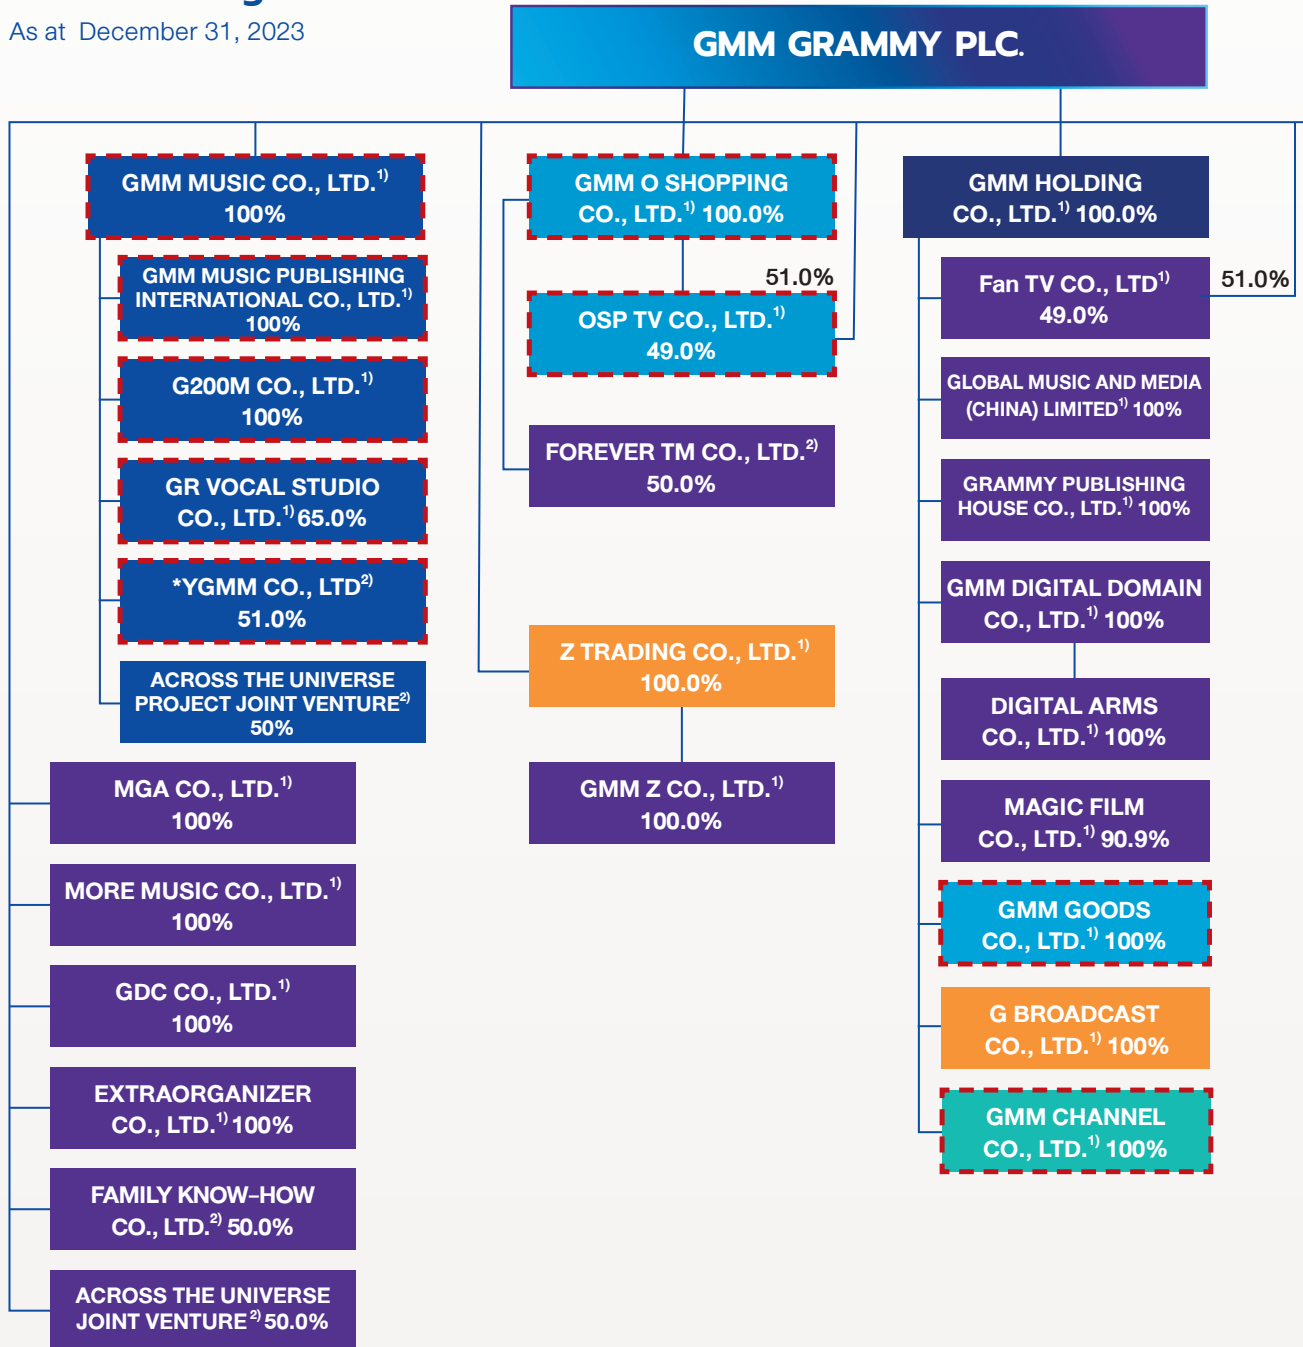 As at December 31, 2023
GMM GRAMMY PLC.
GMM MUSIC CO., LTD.1)
100%
GMM MUSIC PUBLISHING
INTERNATIONAL CO., LTD.1)
100%
G200M CO., LTD.1)
100%
GR VOCAL STUDIO
CO., LTD.1) 65.0%
*YGMM CO., LTD2)
51.0%
ACROSS THE UNIVERSE
PROJECT JOINT VENTURE2)
50%
MGA CO., LTD.1)
100%
MORE MUSIC CO., LTD.1)
100%
GDC CO., LTD.1)
100%
EXTRAORGANIZER
CO., LTD.1) 100%
FAMILY KNOW–HOW
CO., LTD.2) 50.0%
ACROSS THE UNIVERSE
JOINT VENTURE2) 50.0%
GMM O SHOPPING
CO., LTD.1) 100.0%
51.0%
OSP TV CO., LTD.1)
49.0%
FOREVER TM CO., LTD.2)
50.0%
Z TRADING CO., LTD.1)
100.0%
GMM Z CO., LTD.1)
100.0%
GMM HOLDING
CO., LTD.1) 100.0%
Fan TV CO., LTD1)
49.0%
51.0%
GLOBAL MUSIC AND MEDIA
(CHINA) LIMITED1) 100%
GRAMMY PUBLISHING
HOUSE CO., LTD.1) 100%
GMM DIGITAL DOMAIN
CO., LTD.1) 100%
DIGITAL ARMS
CO., LTD.1) 100%
MAGIC FILM
CO., LTD.1) 90.9%
GMM GOODS
CO., LTD.1) 100%
G BROADCAST
CO., LTD.1) 100%
GMM CHANNEL
CO., LTD.1) 100%